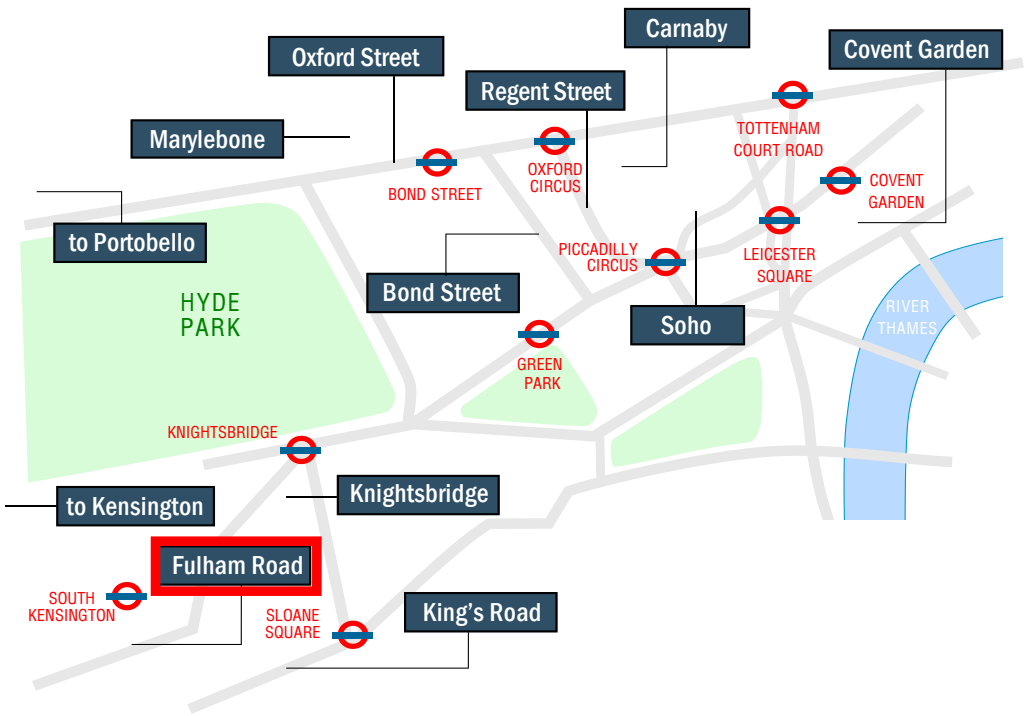 Carnaby
Oxford Street
Covent Garden
Regent Street
Marylebone
TOTTENHAM
COURT ROAD
OXFORD
CIRCUS
BOND STREET
COVENT
GARDEN
to Portobello
PICCADILLY
CIRCUS
LEICESTER
SQUARE
HYDE
PARK
Bond Street
Soho
RIVER
THAMES
GREEN
PARK
KNIGHTSBRIDGE
Knightsbridge
to Kensington
Fulham Road
SOUTH
KENSINGTON
SLOANE
SQUARE
King's Road